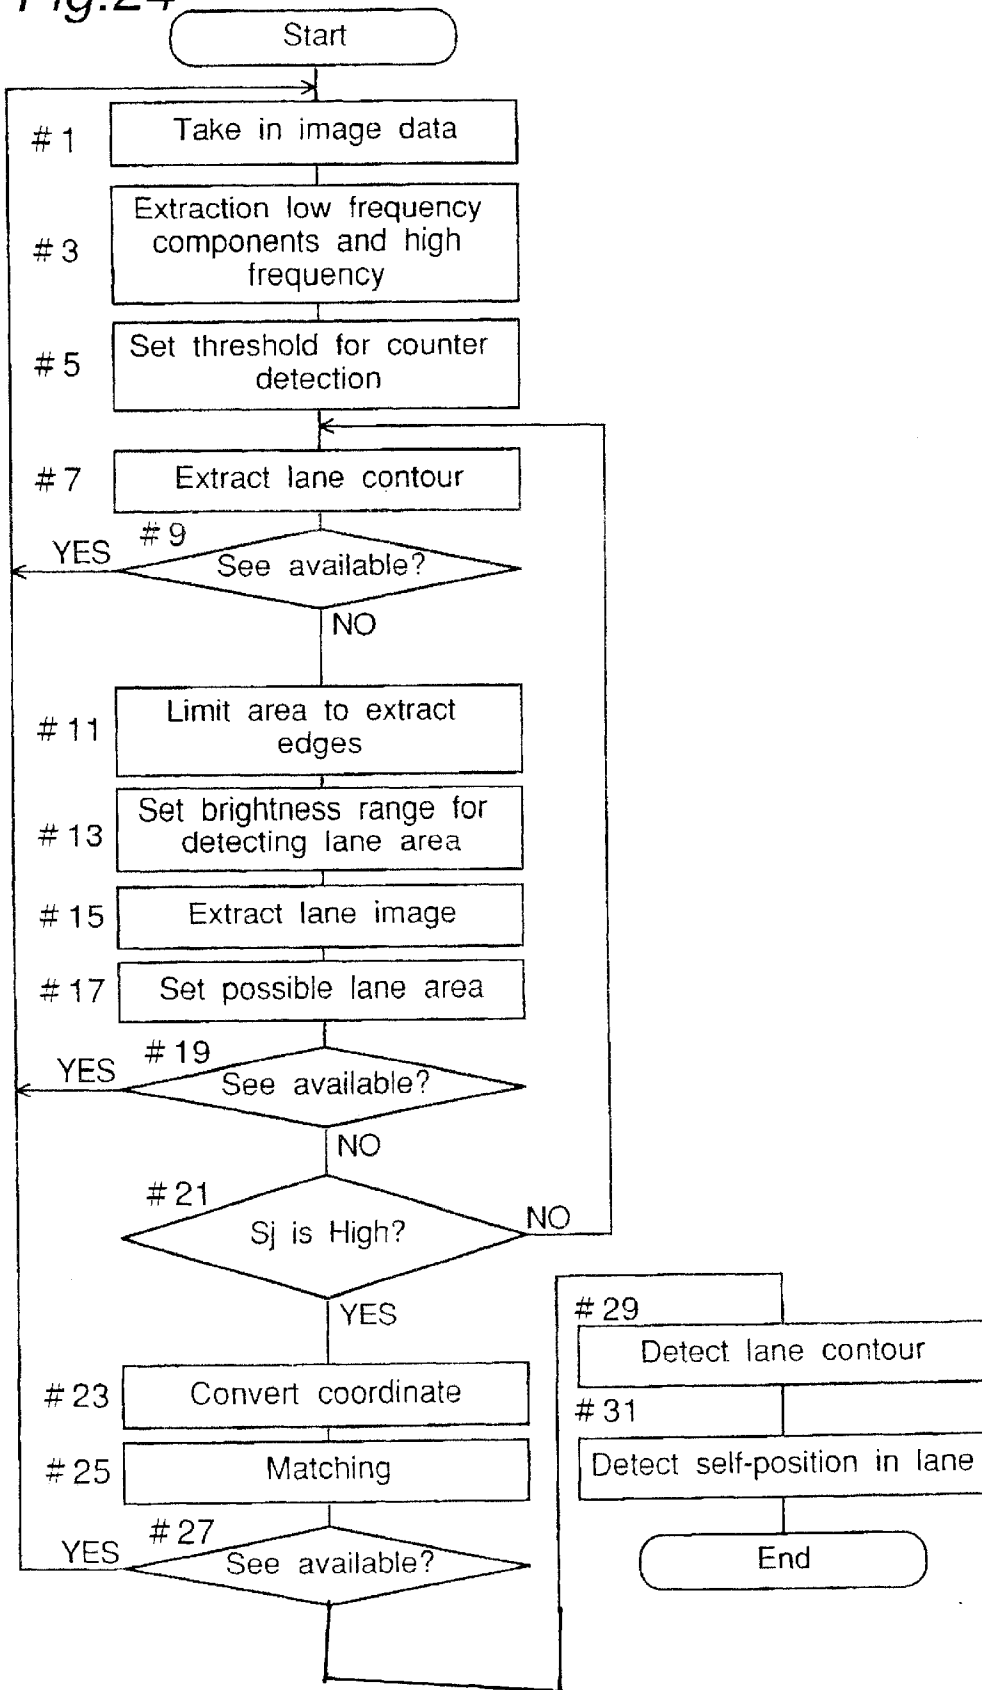 Fig.24
Start
#1
Take in image data
#3
Extraction low frequency
components and high
frequency
#5
Set threshold for counter
detection
#7
Extract lane contour
#9
YES
See available?
NO
#11
Limit area to extract
edges
#13
Set brightness range for
detecting lane area
#15
Extract lane image
#17
Set possible lane area
#19
YES
See available?
NO
#21
Sj is High?
NO
YES
#23
Convert coordinate
#25
Matching
#27
YES
See available?
#29
Detect lane contour
#31
Detect self-position in lane
End